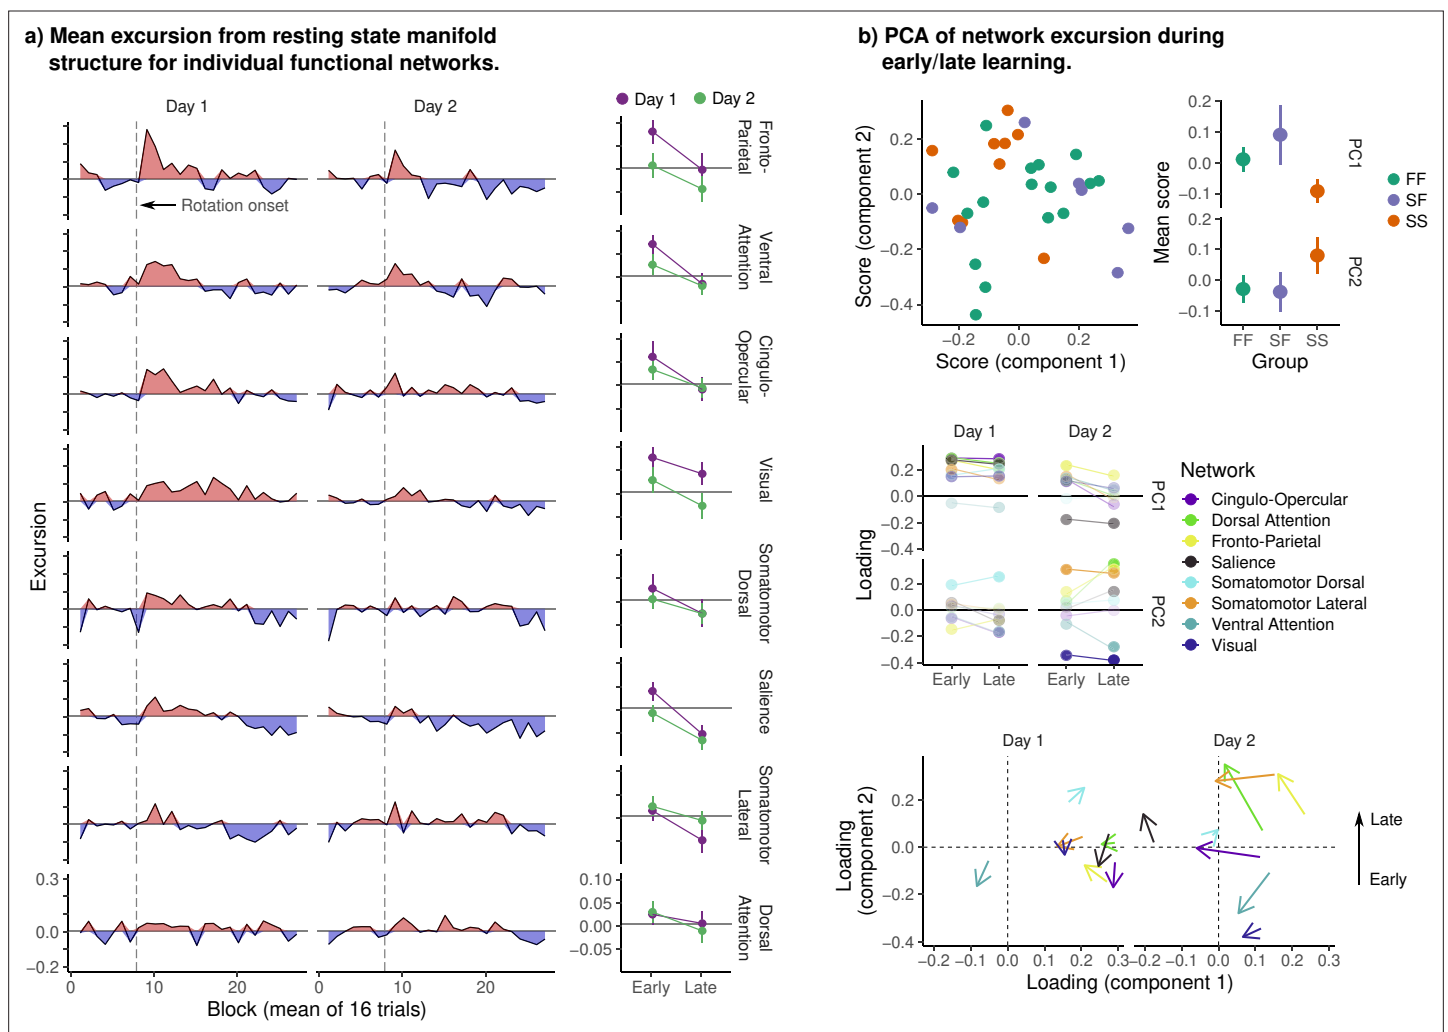 a) Mean excursion from resting state manifold
structure for individual functional networks.
Day 1
Day 2
Day 1
Day 2
Rotation onset
Fronto-
Parietal
Ventral
Attention
Cingulo-
Opercular
Visual
Somatomotor
Dorsal
Salience
Somatomotor
Lateral
Dorsal
Attention
Excursion
0.3
0.0
−0.2
0
10
20
0
10
20
Block (mean of 16 trials)
0.10
0.05
0.00
−0.05
Early
Late
b) PCA of network excursion during
early/late learning.
Score (component 2)
0.2
0.0
−0.2
−0.4
−0.2
0.0
0.2
Score (component 1)
Mean score
0.2
0.1
0.0
−0.1
0.2
0.1
0.0
−0.1
PC1
PC2
FF
SF
SS
Group
FF
SF
SS
Day 1
Day 2
Loading
0.2
0.0
−0.2
−0.4
0.2
0.0
−0.2
−0.4
PC1
PC2
Early
Late
Early
Late
Network
Cingulo-Opercular
Dorsal Attention
Fronto-Parietal
Salience
Somatomotor Dorsal
Somatomotor Lateral
Ventral Attention
Visual
Day 1
Day 2
Loading
(component 2)
0.2
0.0
−0.2
−0.4
−0.2
−0.1
0.0
0.1
0.2
0.3
−0.2
−0.1
0.0
0.1
0.2
0.3
Loading (component 1)
Late
Early